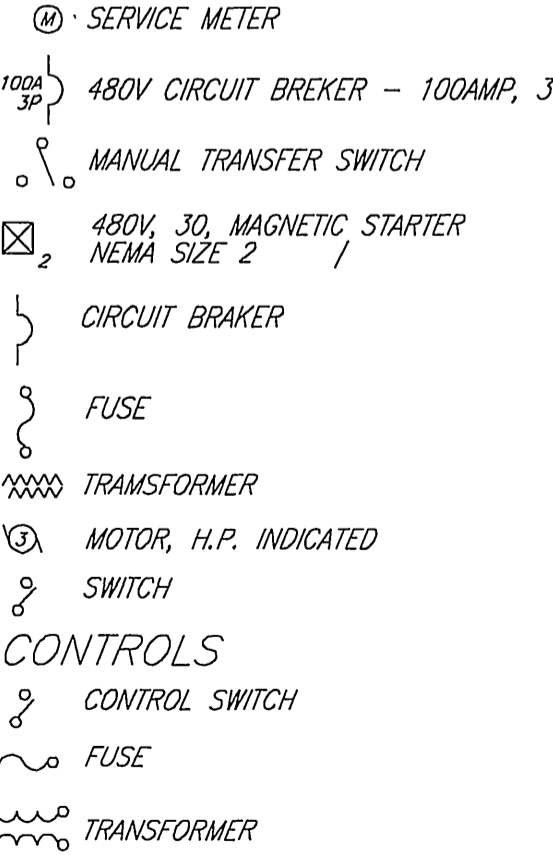 M SERVICE METER
100A 480V CIRCUIT BREKER - 100AMP, 3
3P
MANUAL TRANSFER SWITCH
480V, 30, MAGNETIC STARTER
2 NEMA SIZE 2 /
CIRCUIT BRAKER
FUSE
TRAMSFORMER
3 MOTOR, H.P. INDICATED
SWITCH
CONTROLS
CONTROL SWITCH
FUSE
TRANSFORMER